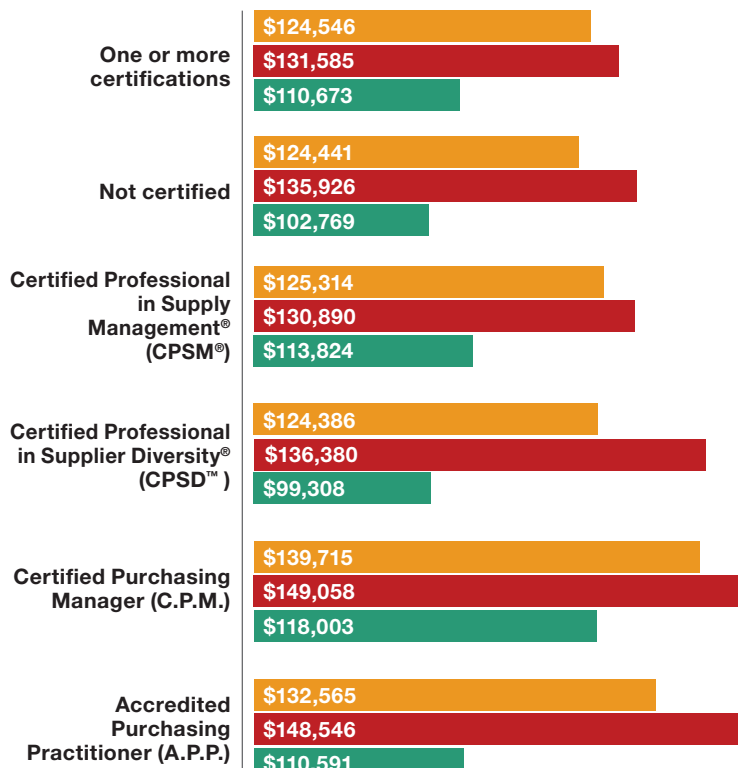 One or more
certifications
$124,546
$131,585
$110,673
Not certified
$124,441
$135,926
$102,769
Certified Professional
in Supply
Management®
(CPSM®)
$125,314
$130,890
$113,824
Certified Professional
in Supplier Diversity®
(CPSD™ )
$124,386
$136,380
$99,308
Certified Purchasing
Manager (C.P.M.)
$139,715
$149,058
$118,003
Accredited
Purchasing
Practitioner (A.P.P.)
$132,565
$148,546
$110,591